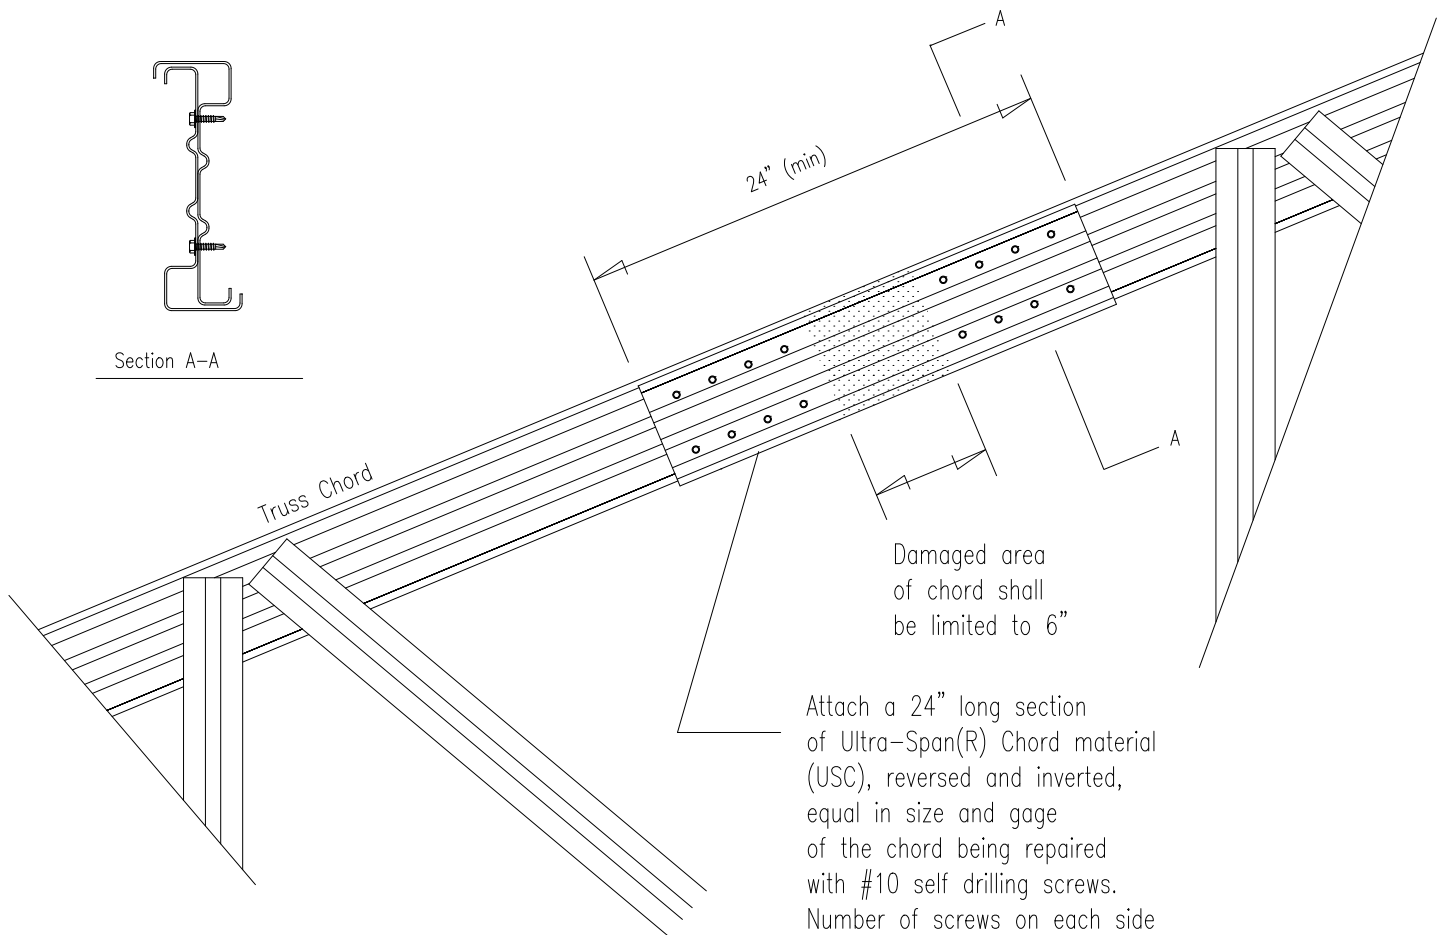 A
24” (min)
Section A-A
A
Truss Chord
Damaged area
of chord shall
be limited to 6”
Attach a 24” long section
of Ultra-Span(R) Chord material
(USC), reversed and inverted,
equal in size and gage
of the chord being repaired
with #10 self drilling screws.
Number of screws on each side